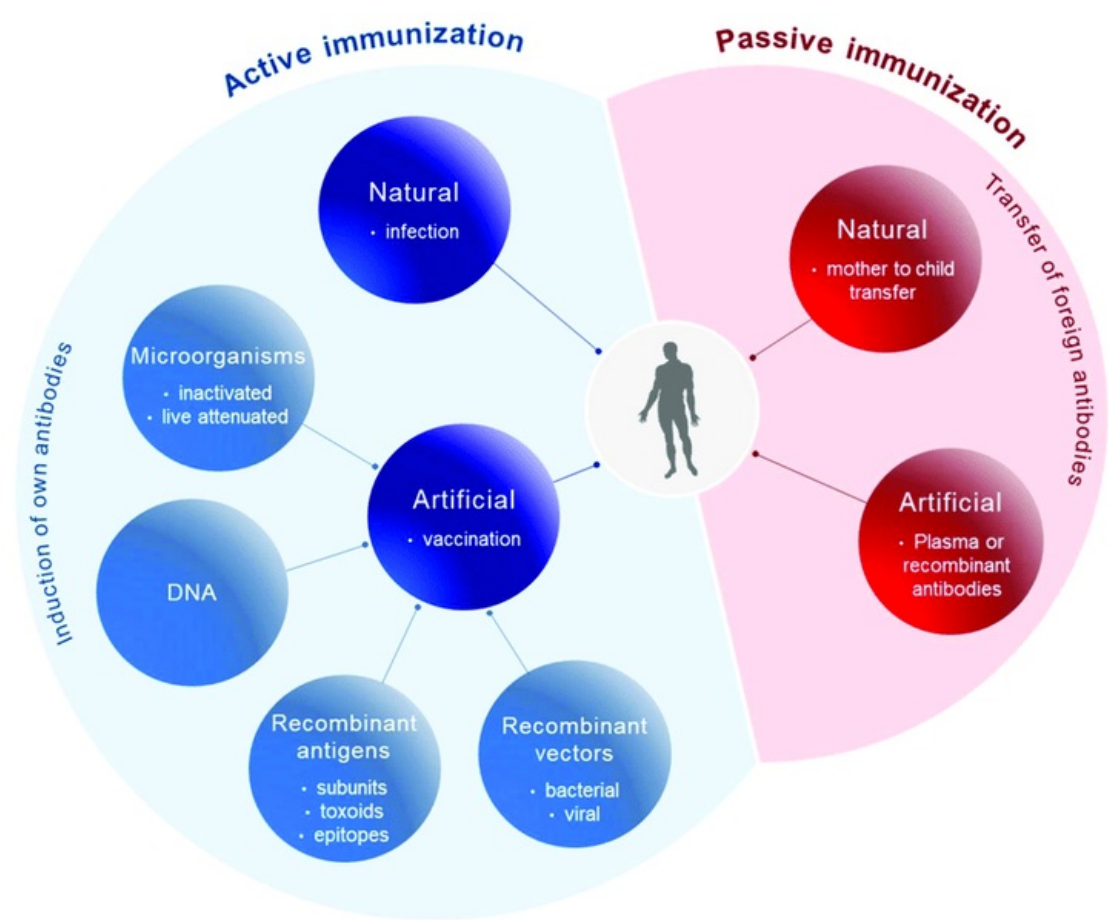 Active immunization
Passive immunization
Induction of own antibodies
Transfer of foreign antibodies
Natural
• infection
Microorganisms
• inactivated
• live attenuated
Artificial
• vaccination
DNA
Recombinant
antigens
• subunits
• toxoids
• epitopes
Recombinant
vectors
• bacterial
• viral
Natural
• mother to child
transfer
Artificial
• Plasma or
recombinant
antibodies